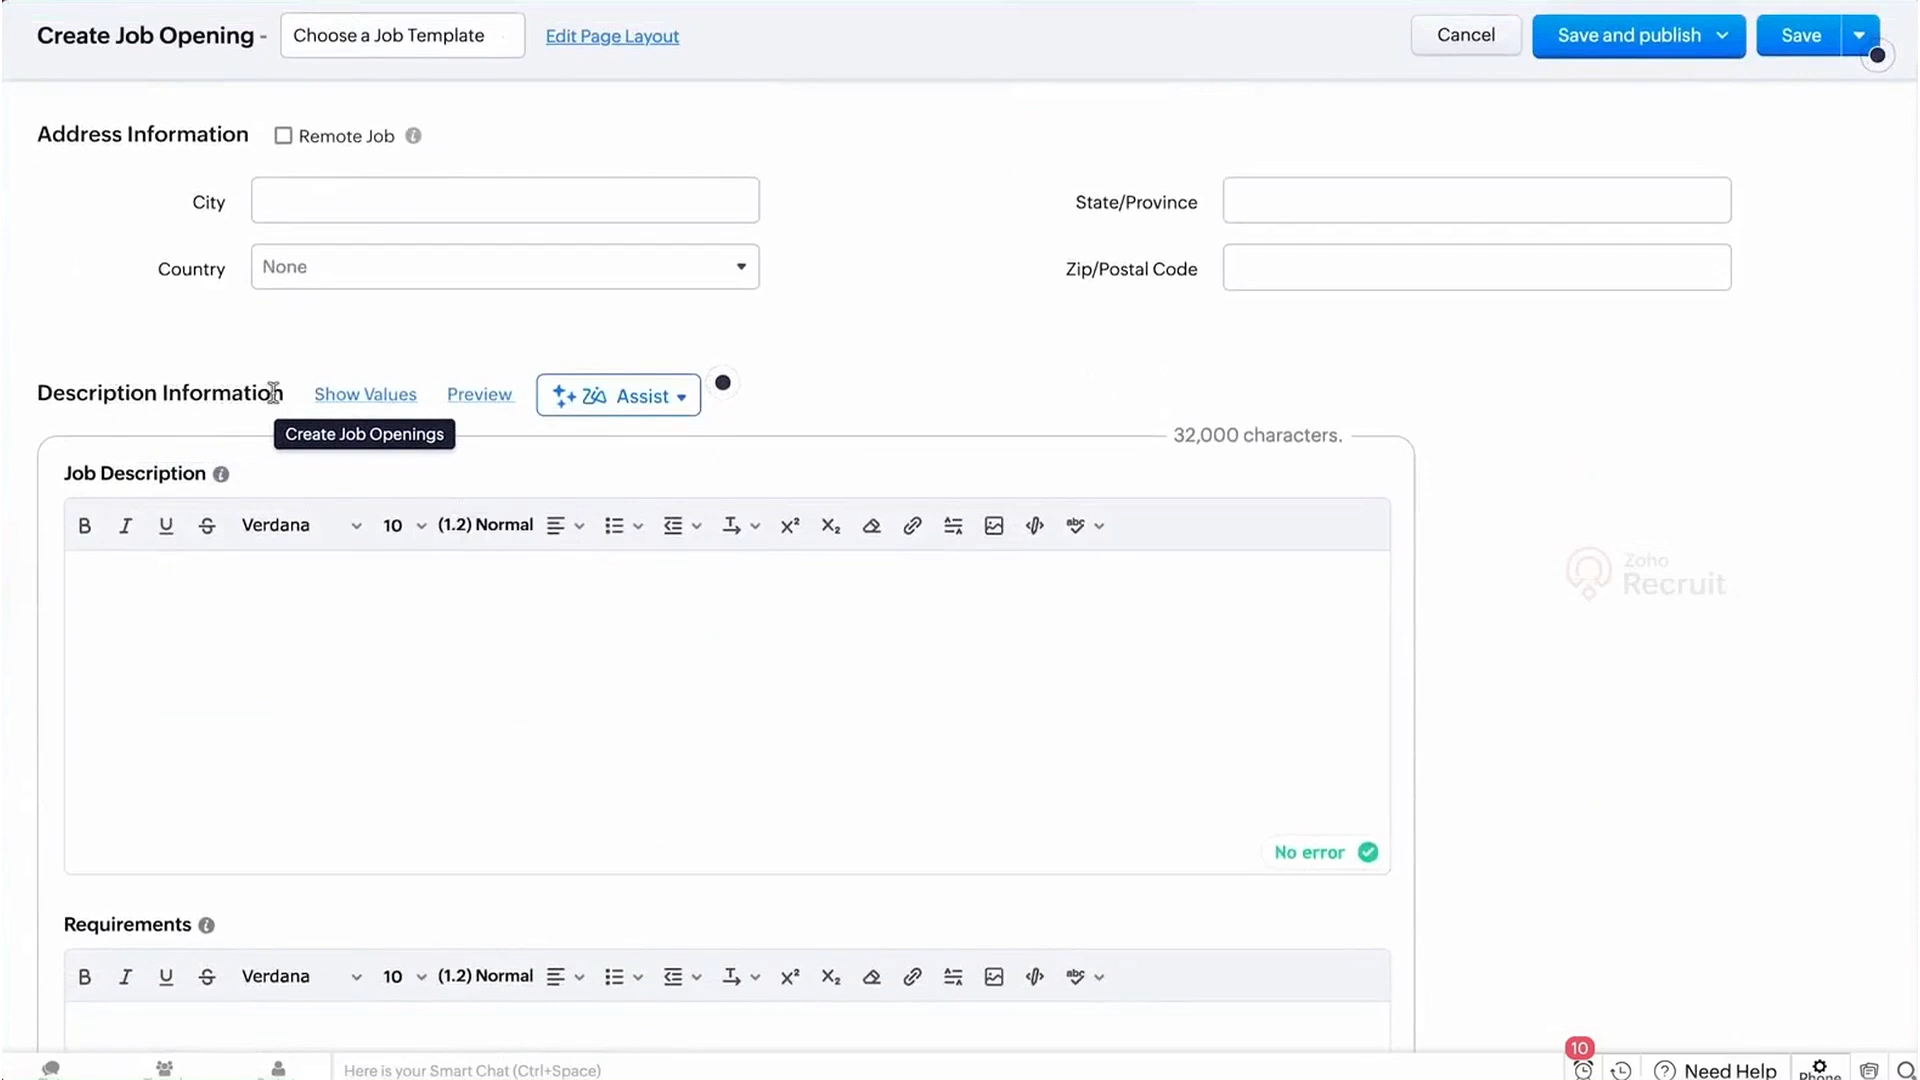 Create Job Opening - Choose a Job Template Edit Page Layout Cancel Save and publish Save
Address Information Remote Job
City State/Province
Country None Zip/Postal Code
Description Information Show Values Preview Zia Assist
Create Job Openings 32,000 characters.
Job Description
B I U S Verdana 10 (1.2) Normal
Zoho
Recruit
No error
Requirements
B I U S Verdana 10 (1.2) Normal
Here is your Smart Chat (Ctrl+Space) 10 Need Help